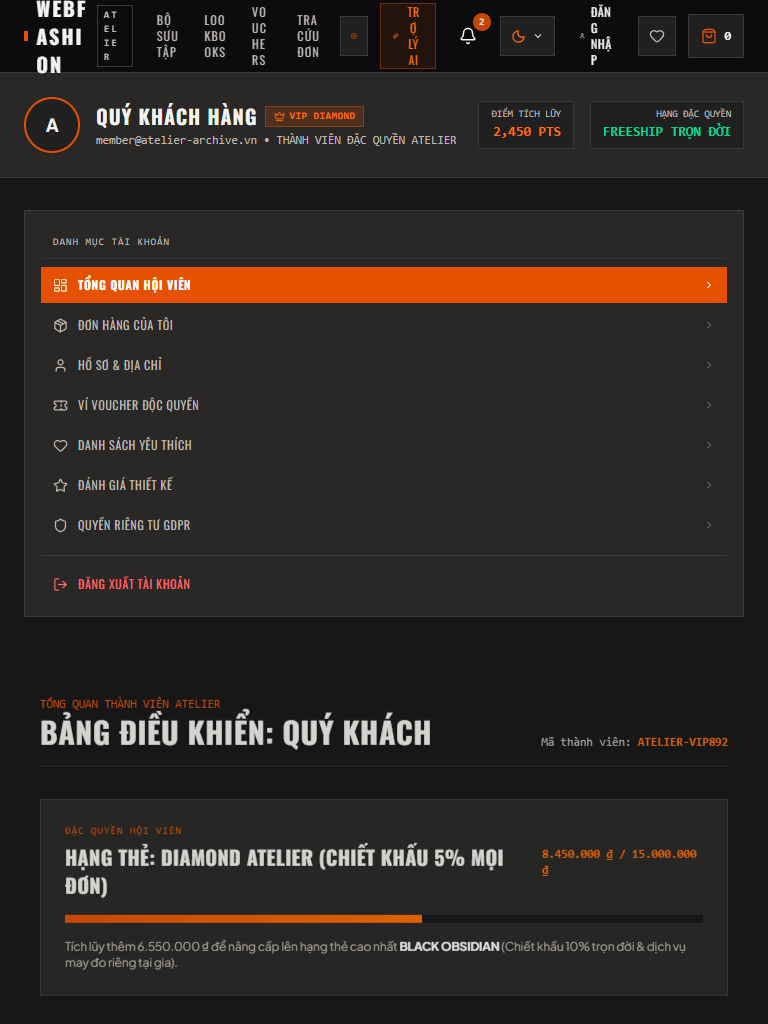 WEBF
ASHI
ON
AT
EL
IE
R
BỘ
SƯU
TẬP
LOO
KBO
OKS
VO
UC
HE
RS
TRA
CỨU
ĐƠN
TR
Ợ
LÝ
AI
2
ĐĂN
G
NHẬ
P
0
A
QUÝ KHÁCH HÀNG
VIP DIAMOND
member@atelier-archive.vn • THÀNH VIÊN ĐẶC QUYỀN ATELIER
ĐIỂM TÍCH LŨY
2,450 PTS
HẠNG ĐẶC QUYỀN
FREESHIP TRỌN ĐỜI
DANH MỤC TÀI KHOẢN
TỔNG QUAN HỘI VIÊN
ĐƠN HÀNG CỦA TÔI
HỒ SƠ & ĐỊA CHỈ
VÍ VOUCHER ĐỘC QUYỀN
DANH SÁCH YÊU THÍCH
ĐÁNH GIÁ THIẾT KẾ
QUYỀN RIÊNG TƯ GDPR
ĐĂNG XUẤT TÀI KHOẢN
TỔNG QUAN THÀNH VIÊN ATELIER
BẢNG ĐIỀU KHIỂN: QUÝ KHÁCH
Mã thành viên: ATELIER-VIP892
ĐẶC QUYỀN HỘI VIÊN
HẠNG THẺ: DIAMOND ATELIER (CHIẾT KHẤU 5% MỌI
ĐƠN)
8.450.000 ₫ / 15.000.000
₫
Tích lũy thêm 6.550.000 ₫ để nâng cấp lên hạng thẻ cao nhất BLACK OBSIDIAN (Chiết khấu 10% trọn đời & dịch vụ
may đo riêng tại gia).